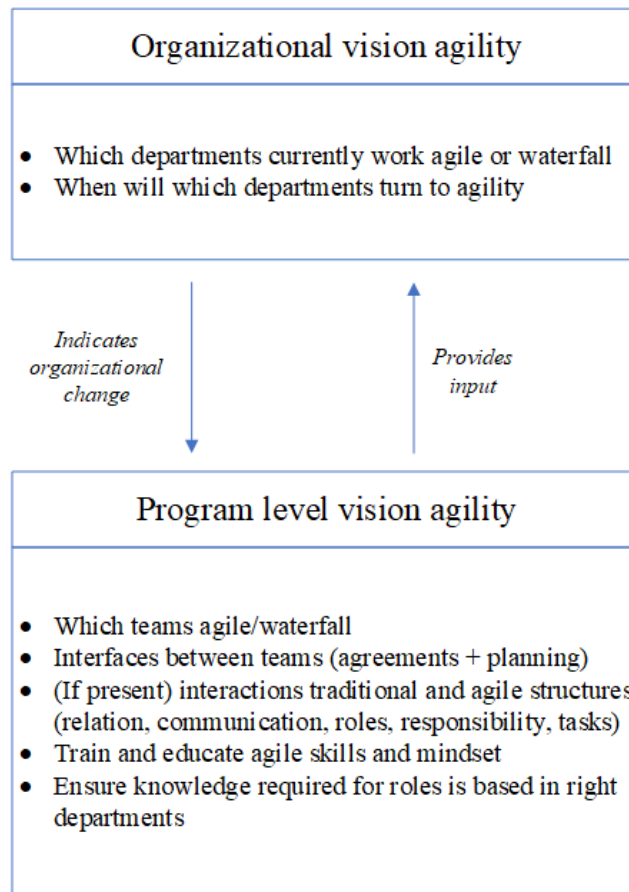 Organizational vision agility
• Which departments currently work agile or waterfall
• When will which departments turn to agility
Indicates
organizational
change
Provides
input
Program level vision agility
• Which teams agile/waterfall
• Interfaces between teams (agreements + planning)
• (If present) interactions traditional and agile structures
(relation, communication, roles, responsibility, tasks)
• Train and educate agile skills and mindset
• Ensure knowledge required for roles is based in right
departments